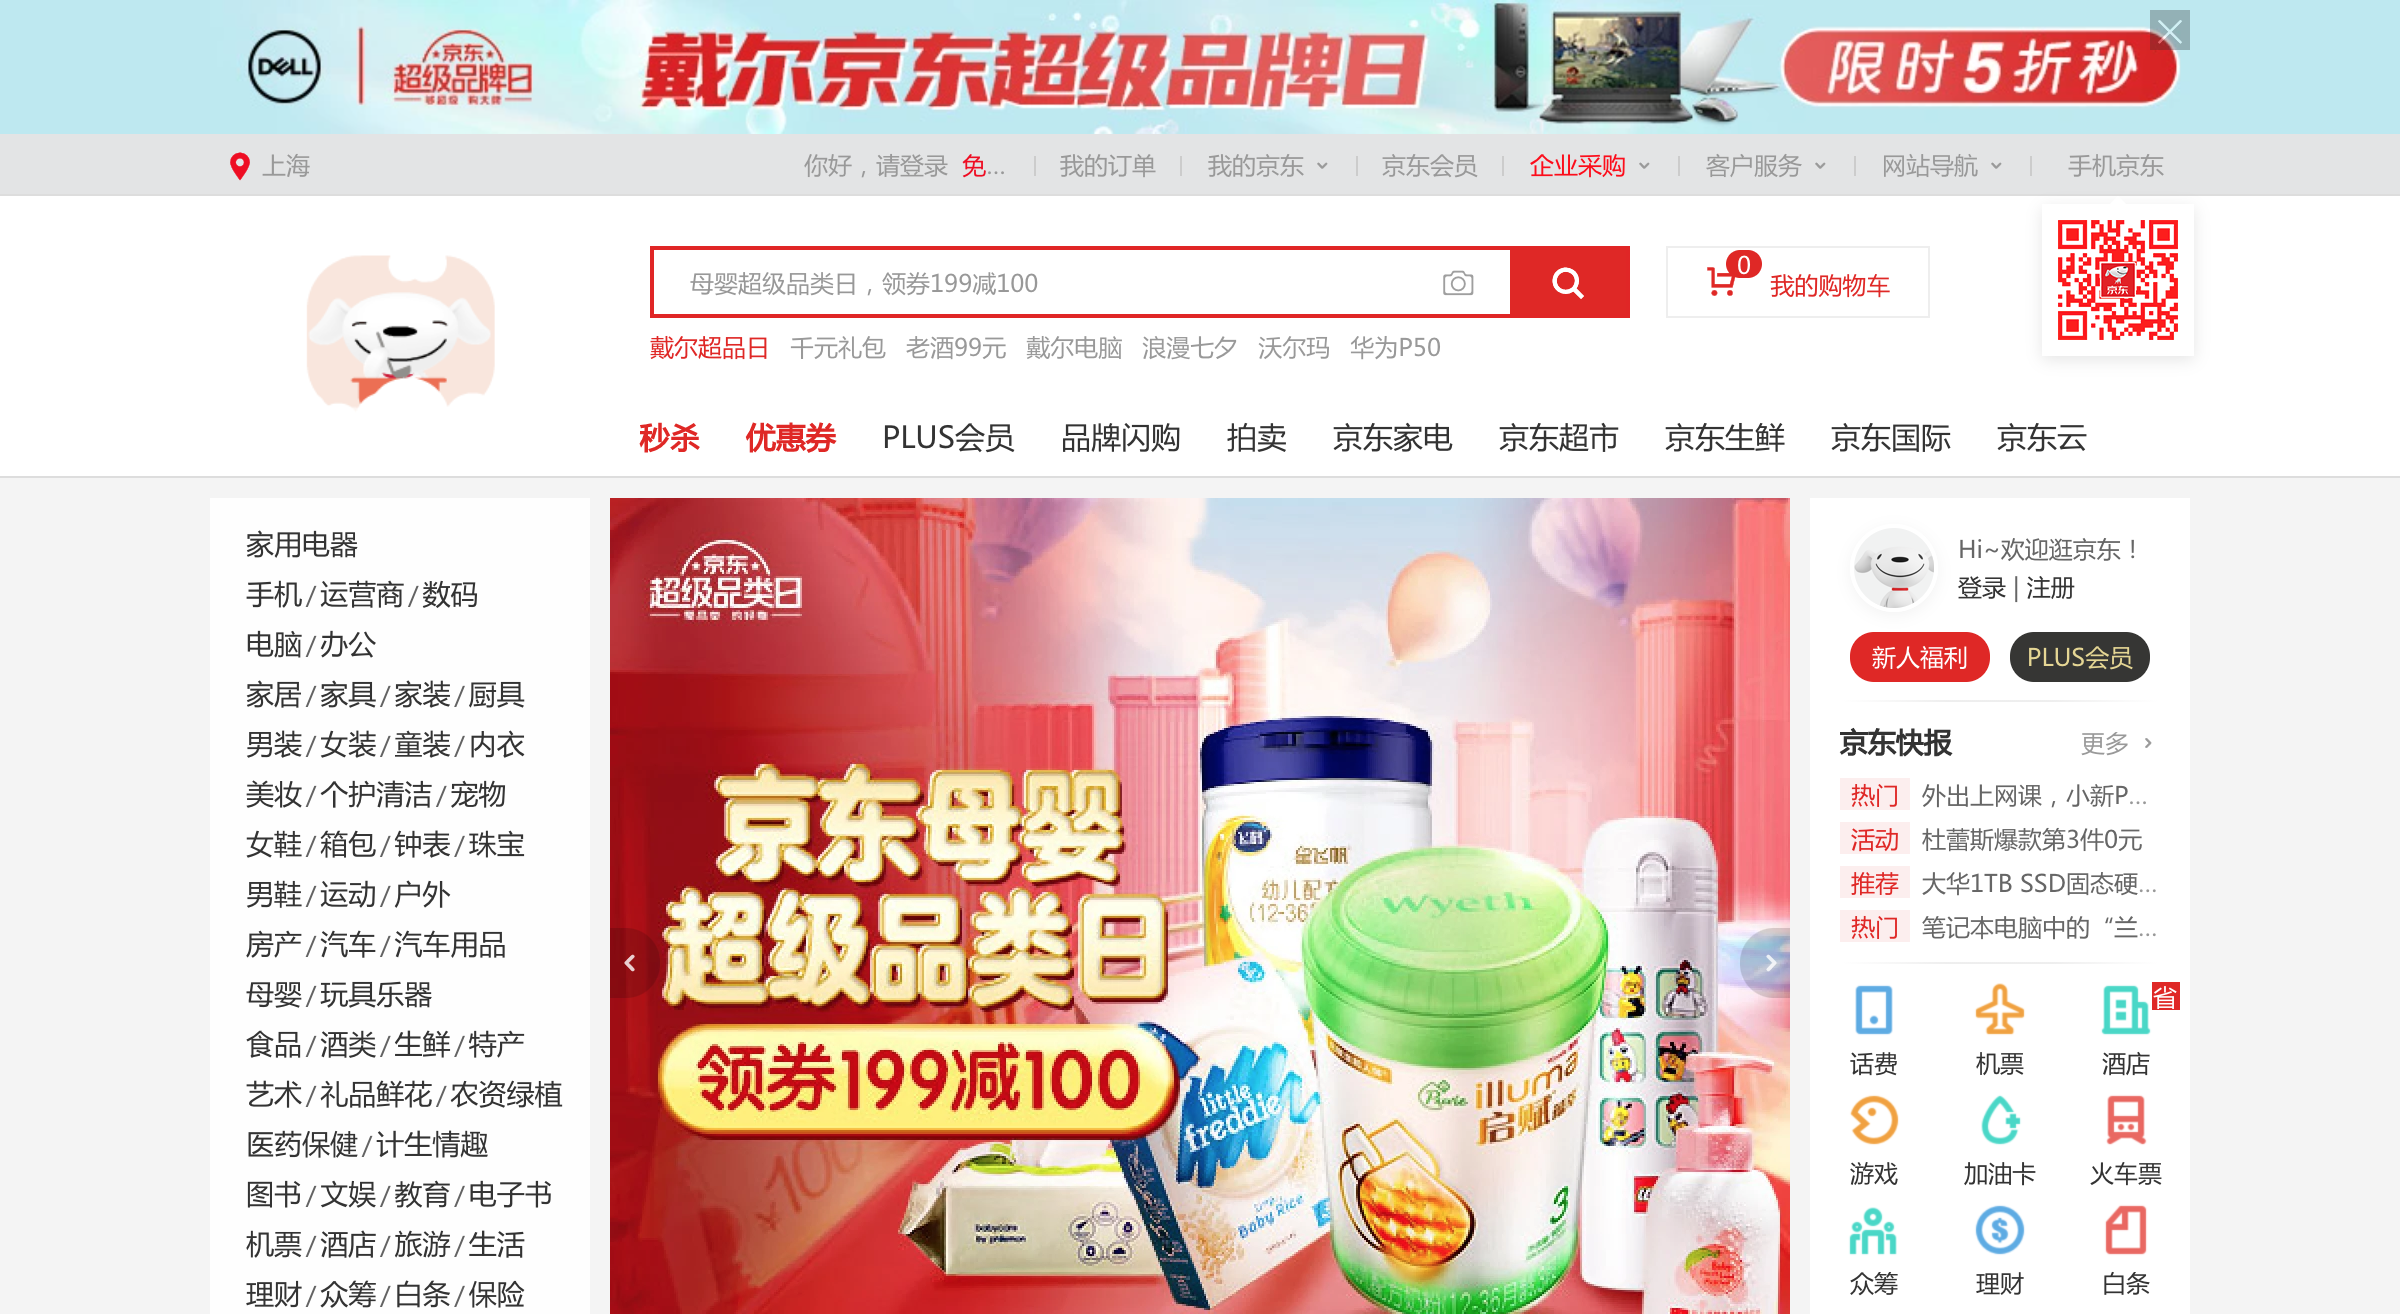 DELL
京东
超级品牌日
戴尔京东超级品牌日
限时5折秒
上海
你好，请登录 免...
我的订单
我的京东
京东会员
企业采购
客户服务
网站导航
手机京东
母婴超级品类日，领券199减100
0
我的购物车
京东
戴尔超品日 千元礼包 老酒99元 戴尔电脑 浪漫七夕 沃尔玛 华为P50
秒杀 优惠券 PLUS会员 品牌闪购 拍卖 京东家电 京东超市 京东生鲜 京东国际 京东云
家用电器
手机/运营商/数码
电脑/办公
家居/家具/家装/厨具
男装/女装/童装/内衣
美妆/个护清洁/宠物
女鞋/箱包/钟表/珠宝
男鞋/运动/户外
房产/汽车/汽车用品
母婴/玩具乐器
食品/酒类/生鲜/特产
艺术/礼品鲜花/农资绿植
医药保健/计生情趣
图书/文娱/教育/电子书
机票/酒店/旅游/生活
理财/众筹/白条/保险
京东
超级品类日
京东母婴
超级品类日
领券199减100
飞鹤
星飞帆
Wyeth
illuma
启赋
3
little
freddie
Baby Rice
babycare
Hi~欢迎逛京东！
登录 | 注册
新人福利
PLUS会员
京东快报
更多
热门 外出上网课，小新P...
活动 杜蕾斯爆款第3件0元
推荐 大华1TB SSD固态硬...
热门 笔记本电脑中的“兰...
省
话费 机票 酒店
游戏 加油卡 火车票
众筹 理财 白条